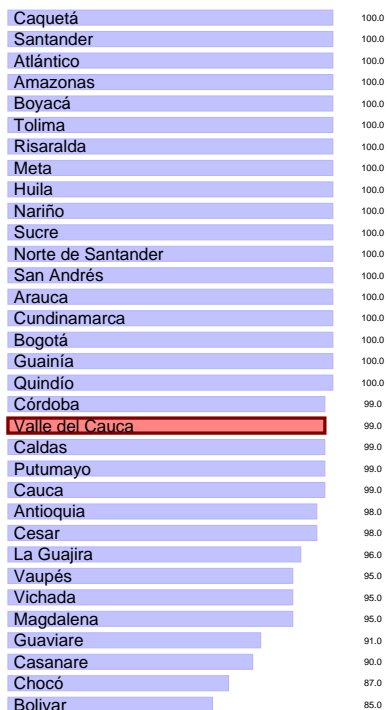 Caquetá 100.0
Santander 100.0
Atlántico 100.0
Amazonas 100.0
Boyacá 100.0
Tolima 100.0
Risaralda 100.0
Meta 100.0
Huila 100.0
Nariño 100.0
Sucre 100.0
Norte de Santander 100.0
San Andrés 100.0
Arauca 100.0
Cundinamarca 100.0
Bogotá 100.0
Guainía 100.0
Quindío 100.0
Córdoba 99.0
Valle del Cauca 99.0
Caldas 99.0
Putumayo 99.0
Cauca 99.0
Antioquia 98.0
Cesar 98.0
La Guajira 96.0
Vaupés 95.0
Vichada 95.0
Magdalena 95.0
Guaviare 91.0
Casanare 90.0
Chocó 87.0
Bolivar 85.0